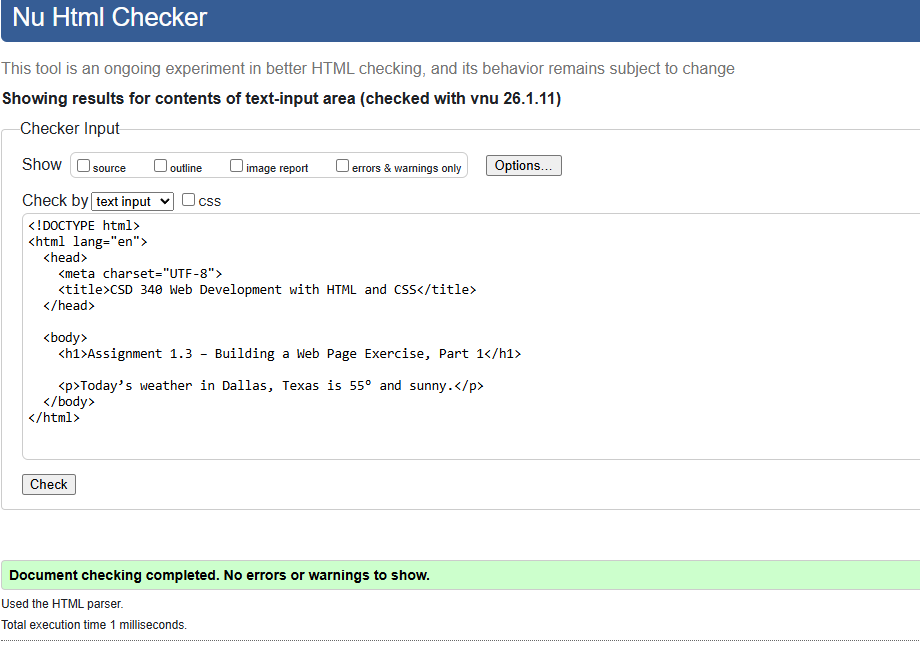 Nu Html Checker
This tool is an ongoing experiment in better HTML checking, and its behavior remains subject to change
Showing results for contents of text-input area (checked with vnu 26.1.11)
Checker Input
Show source outline image report errors & warnings only Options...
Check by text input css
<!DOCTYPE html>
<html lang="en">
  <head>
    <meta charset="UTF-8">
    <title>CSD 340 Web Development with HTML and CSS</title>
  </head>

  <body>
    <h1>Assignment 1.3 – Building a Web Page Exercise, Part 1</h1>

    <p>Today’s weather in Dallas, Texas is 55° and sunny.</p>
  </body>
</html>
Check
Document checking completed. No errors or warnings to show.
Used the HTML parser.
Total execution time 1 milliseconds.